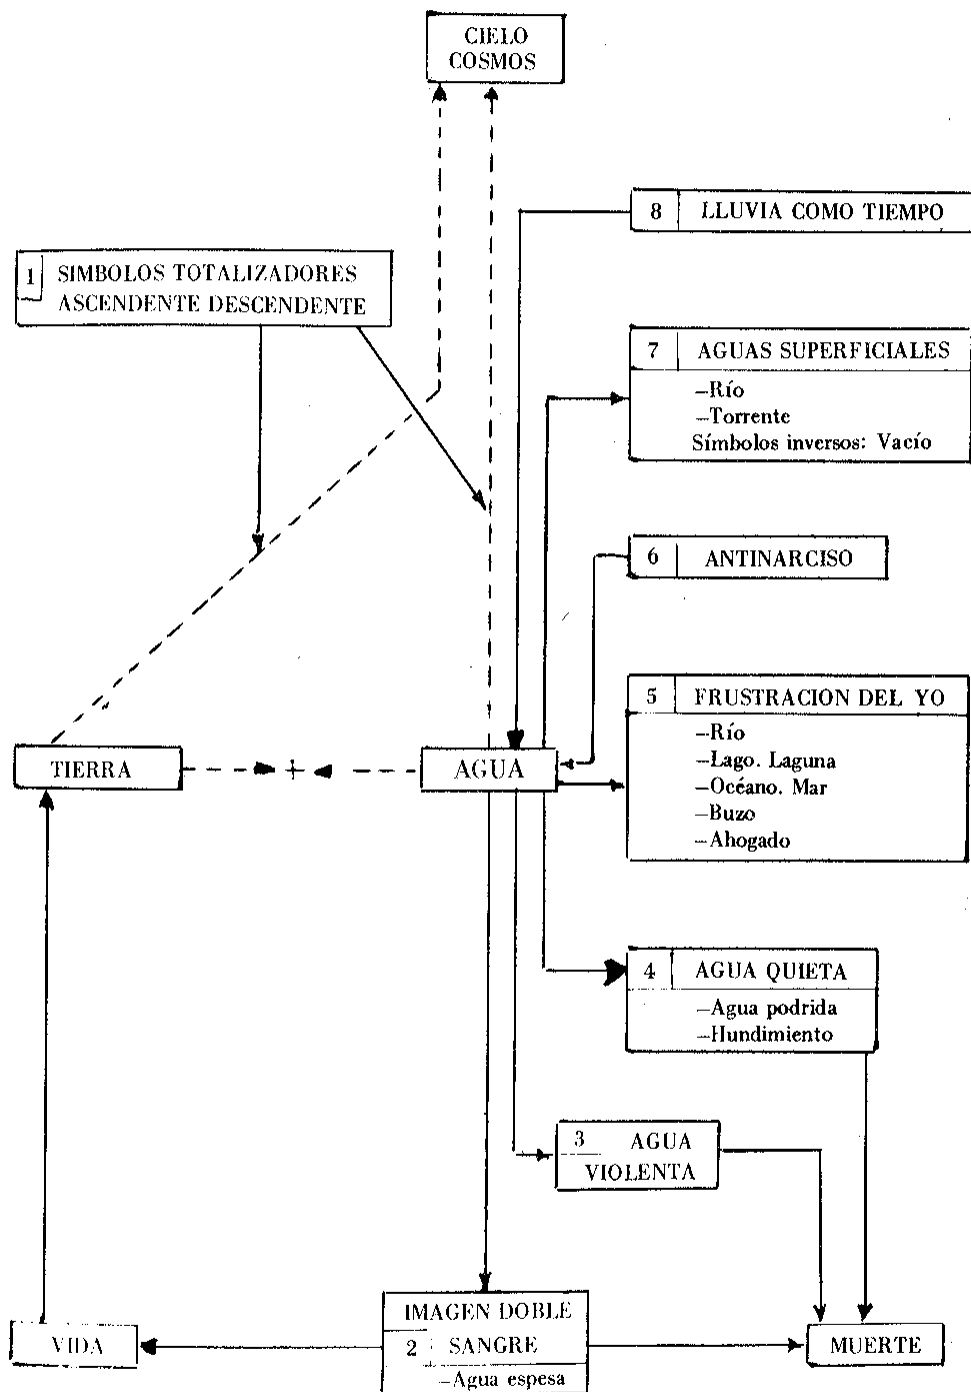 CIELO
COSMOS
8 LLUVIA COMO TIEMPO
1 SIMBOLOS TOTALIZADORES
ASCENDENTE DESCENDENTE
7 AGUAS SUPERFICIALES
—Río
—Torrente
Símbolos inversos: Vacío
6 ANTINARCISO
5 FRUSTRACION DEL YO
—Río
—Lago. Laguna
—Océano. Mar
—Buzo
—Ahogado
TIERRA
+
AGUA
4 AGUA QUIETA
—Agua podrida
—Hundimiento
3 AGUA
VIOLENTA
IMAGEN DOBLE
2 SANGRE
—Agua espesa
VIDA
MUERTE